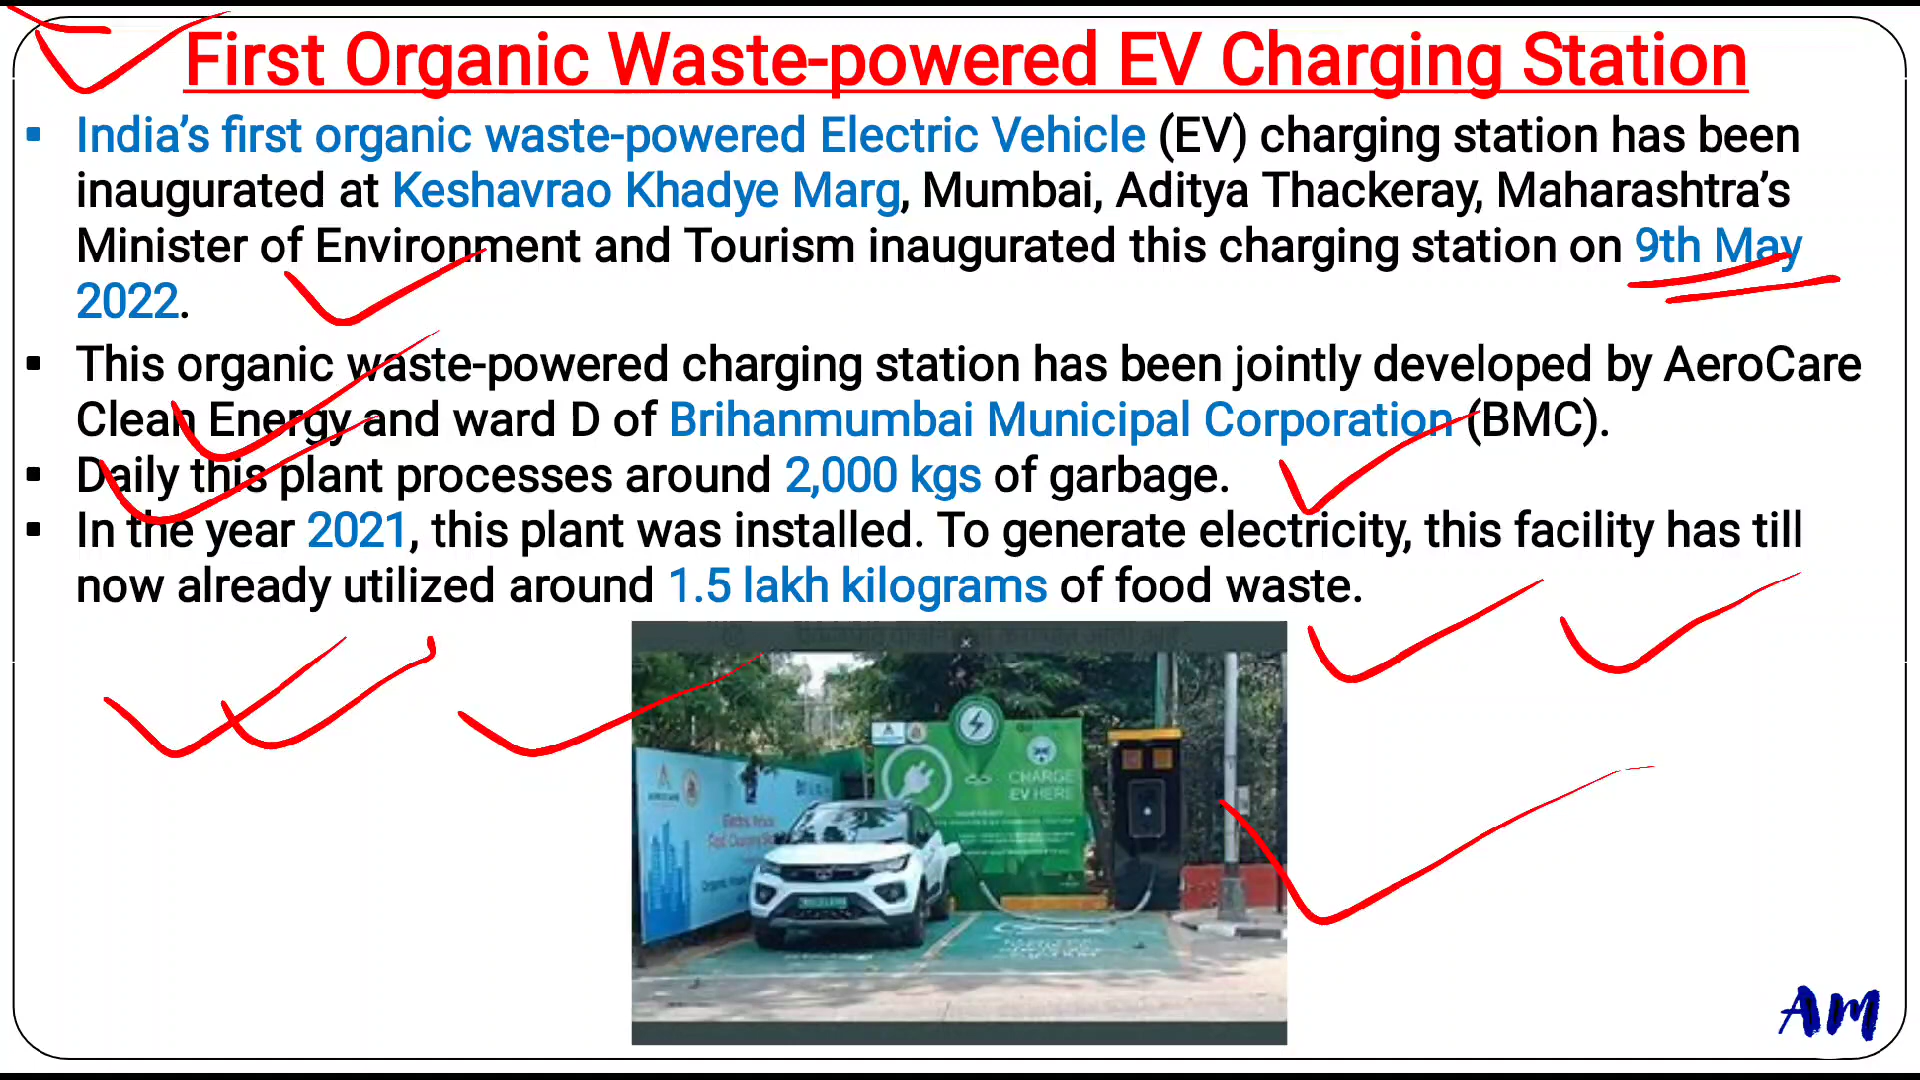 First Organic Waste-powered EV Charging Station
▪ India’s first organic waste-powered Electric Vehicle (EV) charging station has been
inaugurated at Keshavrao Khadye Marg, Mumbai, Aditya Thackeray, Maharashtra’s
Minister of Environment and Tourism inaugurated this charging station on 9th May
2022.
▪ This organic waste-powered charging station has been jointly developed by AeroCare
Clean Energy and ward D of Brihanmumbai Municipal Corporation (BMC).
▪ Daily this plant processes around 2,000 kgs of garbage.
▪ In the year 2021, this plant was installed. To generate electricity, this facility has till
now already utilized around 1.5 lakh kilograms of food waste.
CHARGE
EV HERE
AM